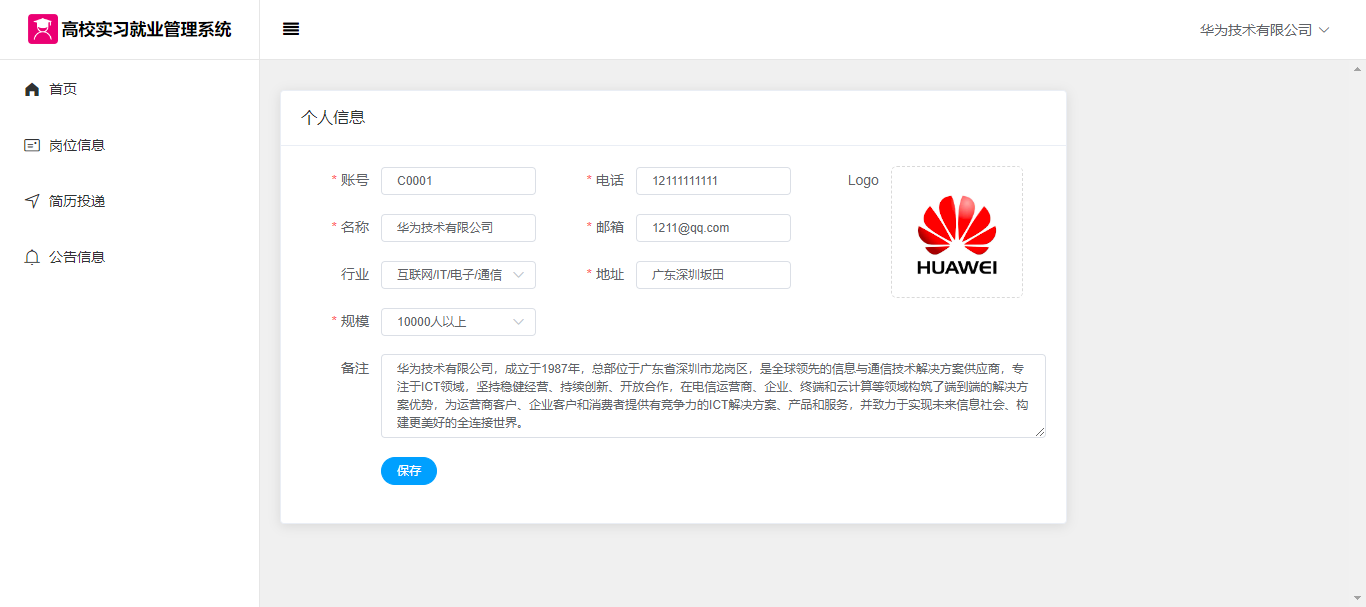 高校实习就业管理系统
华为技术有限公司
首页
岗位信息
简历投递
公告信息
个人信息
* 账号 C0001
* 电话 12111111111
Logo
* 名称 华为技术有限公司
* 邮箱 1211@qq.com
行业 互联网/IT/电子/通信
* 地址 广东深圳坂田
HUAWEI
* 规模 10000人以上
备注 华为技术有限公司，成立于1987年，总部位于广东省深圳市龙岗区，是全球领先的信息与通信技术解决方案供应商，专
注于ICT领域，坚持稳健经营、持续创新、开放合作，在电信运营商、企业、终端和云计算等领域构筑了端到端的解决方
案优势，为运营商客户、企业客户和消费者提供有竞争力的ICT解决方案、产品和服务，并致力于实现未来信息社会、构
建更美好的全连接世界。
保存